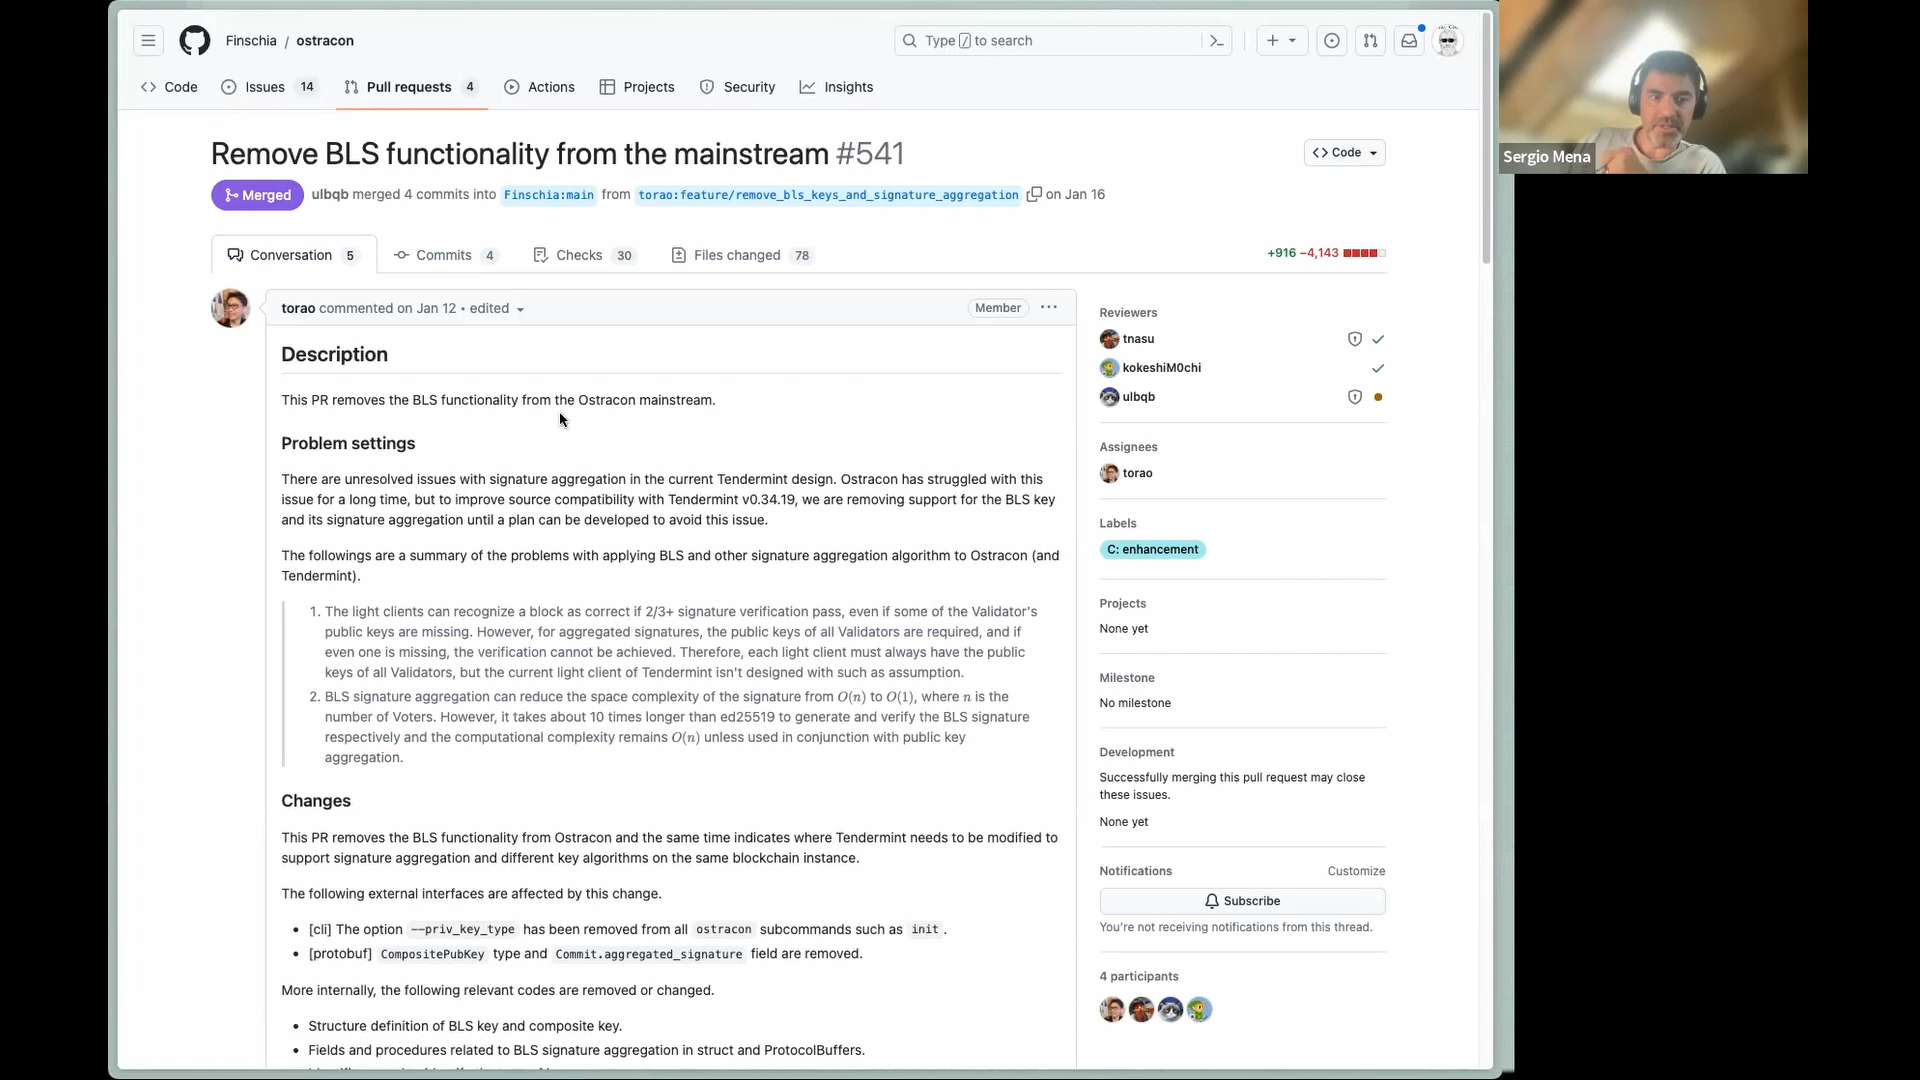 Finschia / ostracon
Type / to search
Code
Issues 14
Pull requests 4
Actions
Projects
Security
Insights
Sergio Mena
Remove BLS functionality from the mainstream #541
Code
Merged
ulbqb merged 4 commits into Finschia:main from torao:feature/remove_bls_keys_and_signature_aggregation on Jan 16
Conversation 5
Commits 4
Checks 30
Files changed 78
+916 −4,143
torao commented on Jan 12 • edited
Member
Description
This PR removes the BLS functionality from the Ostracon mainstream.
Problem settings
There are unresolved issues with signature aggregation in the current Tendermint design. Ostracon has struggled with this
issue for a long time, but to improve source compatibility with Tendermint v0.34.19, we are removing support for the BLS key
and its signature aggregation until a plan can be developed to avoid this issue.
The followings are a summary of the problems with applying BLS and other signature aggregation algorithm to Ostracon (and
Tendermint).
1. The light clients can recognize a block as correct if 2/3+ signature verification pass, even if some of the Validator's
public keys are missing. However, for aggregated signatures, the public keys of all Validators are required, and if
even one is missing, the verification cannot be achieved. Therefore, each light client must always have the public
keys of all Validators, but the current light client of Tendermint isn't designed with such as assumption.
2. BLS signature aggregation can reduce the space complexity of the signature from O(n) to O(1), where n is the
number of Voters. However, it takes about 10 times longer than ed25519 to generate and verify the BLS signature
respectively and the computational complexity remains O(n) unless used in conjunction with public key
aggregation.
Changes
This PR removes the BLS functionality from Ostracon and the same time indicates where Tendermint needs to be modified to
support signature aggregation and different key algorithms on the same blockchain instance.
The following external interfaces are affected by this change.
• [cli] The option --priv_key_type has been removed from all ostracon subcommands such as init.
• [protobuf] CompositePubKey type and Commit.aggregated_signature field are removed.
More internally, the following relevant codes are removed or changed.
• Structure definition of BLS key and composite key.
• Fields and procedures related to BLS signature aggregation in struct and ProtocolBuffers.
Reviewers
tnasu
kokeshiM0chi
ulbqb
Assignees
torao
Labels
C: enhancement
Projects
None yet
Milestone
No milestone
Development
Successfully merging this pull request may close
these issues.
None yet
Notifications
Customize
Subscribe
You're not receiving notifications from this thread.
4 participants